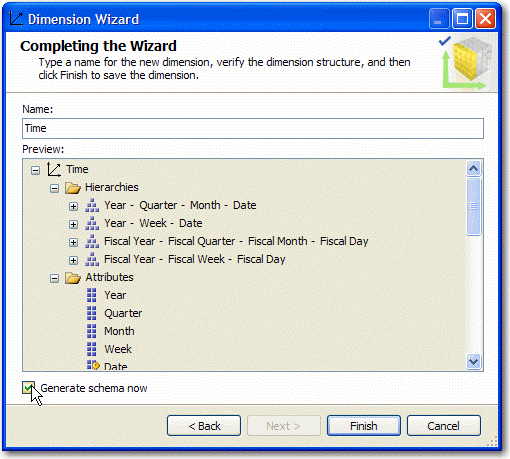 Dimension Wizard
Completing the Wizard
Type a name for the new dimension, verify the dimension structure, and then
click Finish to save the dimension.
Name:
Time
Preview:
Time
Hierarchies
Year - Quarter - Month - Date
Year - Week - Date
Fiscal Year - Fiscal Quarter - Fiscal Month - Fiscal Day
Fiscal Year - Fiscal Week - Fiscal Day
Attributes
Year
Quarter
Month
Week
Date
Generate schema now
< Back
Next >
Finish
Cancel